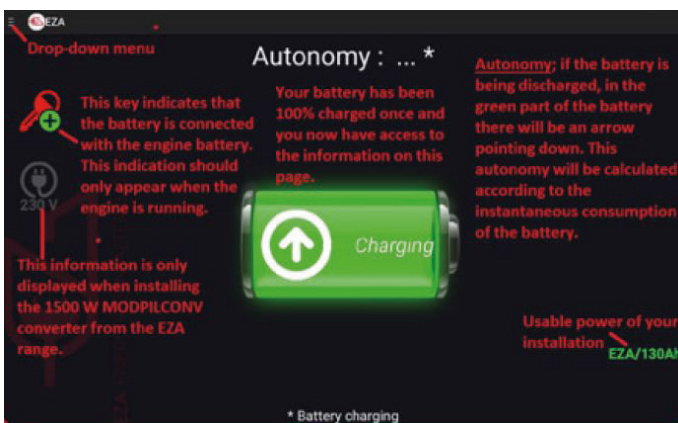 EZA
Drop-down menu
Autonomy : ... *
This key indicates that
the battery is connected
with the engine battery.
This indication should
only appear when the
engine is running.
Your battery has been
100% charged once and
you now have access to
the information on this
page.
Autonomy; if the battery is
being discharged, in the
green part of the battery
there will be an arrow
pointing down. This
autonomy will be calculated
according to the
instantaneous consumption
of the battery.
230 V
Charging
This information is only
displayed when installing
the 1500 W MODPILCONV
converter from the EZA
range.
Usable power of your
installation
EZA/130Ah
* Battery charging